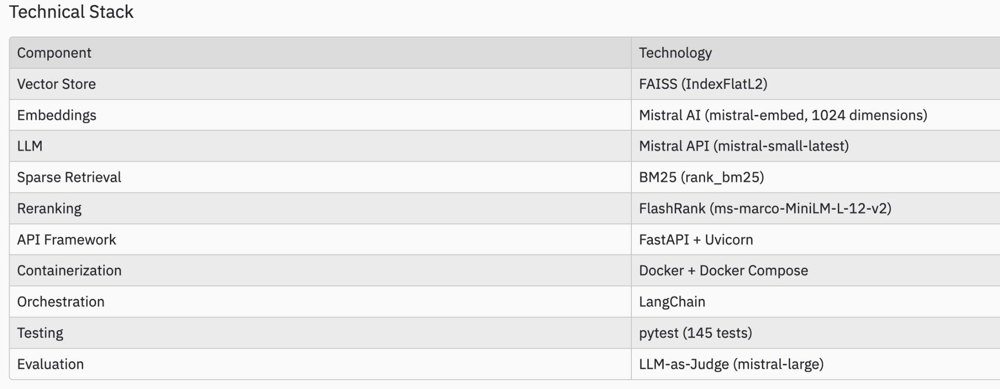 Technical Stack
Component Technology
Vector Store FAISS (IndexFlatL2)
Embeddings Mistral AI (mistral-embed, 1024 dimensions)
LLM Mistral API (mistral-small-latest)
Sparse Retrieval BM25 (rank_bm25)
Reranking FlashRank (ms-marco-MiniLM-L-12-v2)
API Framework FastAPI + Uvicorn
Containerization Docker + Docker Compose
Orchestration LangChain
Testing pytest (145 tests)
Evaluation LLM-as-Judge (mistral-large)